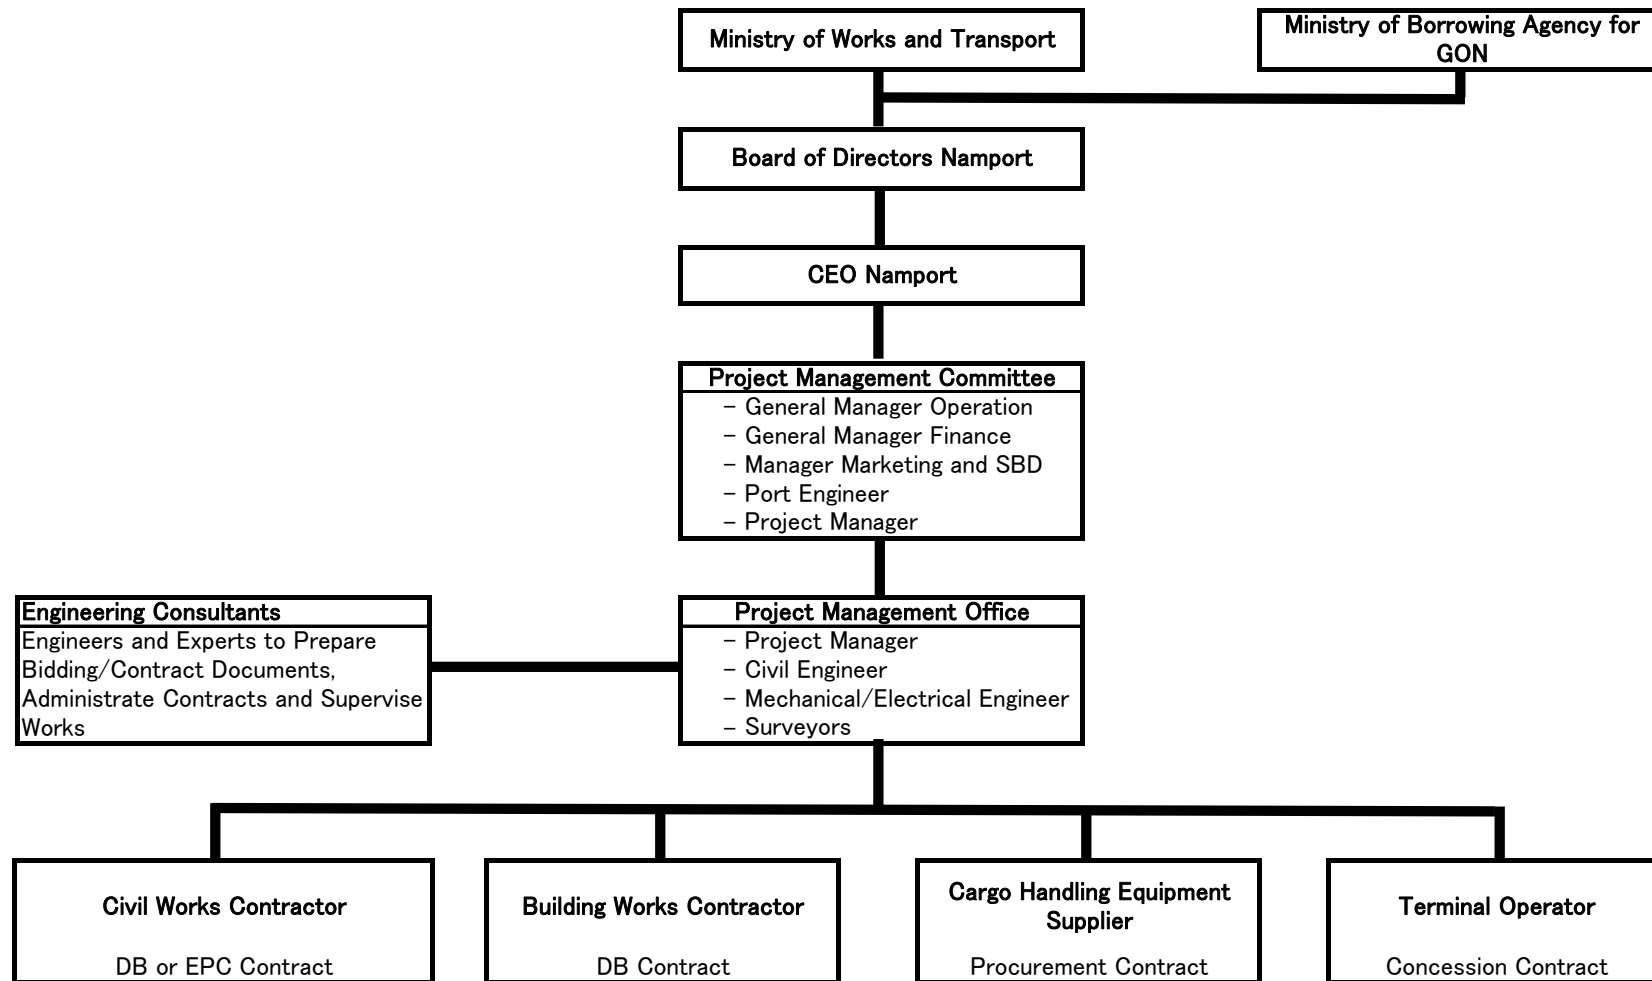 Ministry of Works and Transport
Ministry of Borrowing Agency for
GON
Board of Directors Namport
CEO Namport
Project Management Committee
− General Manager Operation
− General Manager Finance
− Manager Marketing and SBD
− Port Engineer
− Project Manager
Engineering Consultants
Engineers and Experts to Prepare
Bidding/Contract Documents,
Administrate Contracts and Supervise
Works
Project Management Office
− Project Manager
− Civil Engineer
− Mechanical/Electrical Engineer
− Surveyors
Civil Works Contractor
DB or EPC Contract
Building Works Contractor
DB Contract
Cargo Handling Equipment
Supplier
Procurement Contract
Terminal Operator
Concession Contract